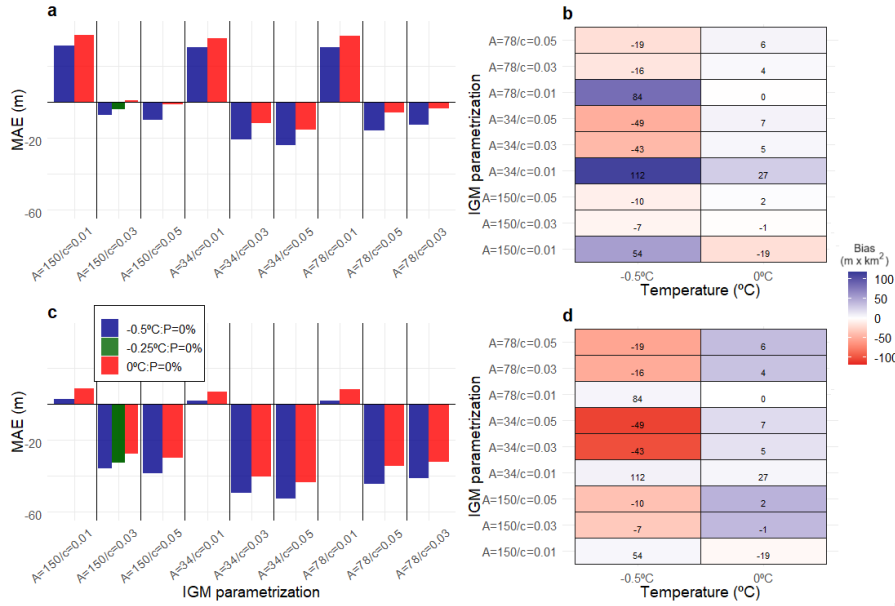 a
MAE (m)
-20
-60
A=150/c=0.01
A=150/c=0.03
A=150/c=0.05
A=34/c=0.01
A=34/c=0.03
A=34/c=0.05
A=78/c=0.01
A=78/c=0.05
A=78/c=0.03
b
IGM parametrization
A=78/c=0.05 -19 6
A=78/c=0.03 -16 4
A=78/c=0.01 84 0
A=34/c=0.05 -49 7
A=34/c=0.03 -43 5
A=34/c=0.01 112 27
A=150/c=0.05 -10 2
A=150/c=0.03 -7 -1
A=150/c=0.01 54 -19
-0.5ºC 0ºC
Temperature (ºC)
Bias
(m x km²)
100
50
0
-50
-100
c
-0.5ºC:P=0%
-0.25ºC:P=0%
0ºC:P=0%
MAE (m)
-20
-60
A=150/c=0.01
A=150/c=0.03
A=150/c=0.05
A=34/c=0.01
A=34/c=0.03
A=34/c=0.05
A=78/c=0.01
A=78/c=0.05
A=78/c=0.03
IGM parametrization
d
IGM parametrization
A=78/c=0.05 -19 6
A=78/c=0.03 -16 4
A=78/c=0.01 84 0
A=34/c=0.05 -49 7
A=34/c=0.03 -43 5
A=34/c=0.01 112 27
A=150/c=0.05 -10 2
A=150/c=0.03 -7 -1
A=150/c=0.01 54 -19
-0.5ºC 0ºC
Temperature (ºC)